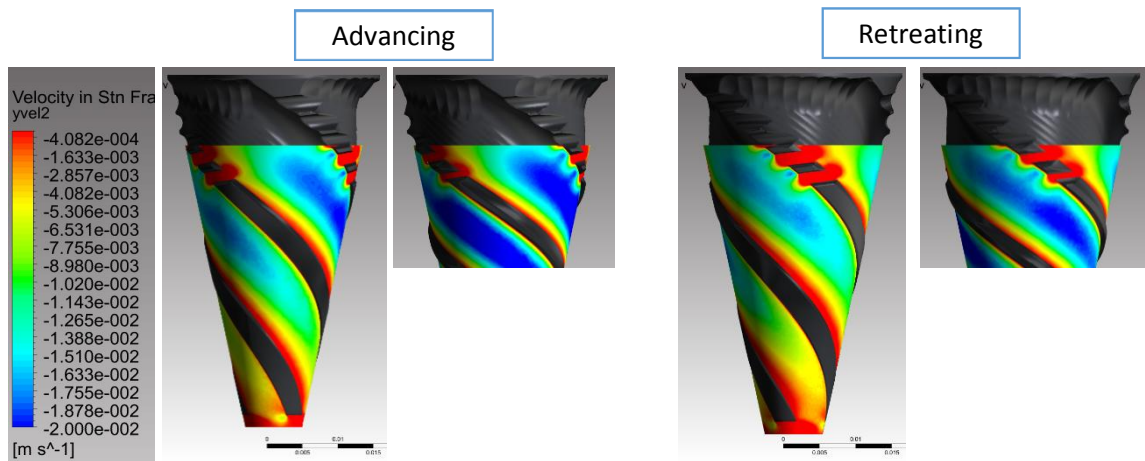 Advancing
Retreating
Velocity in Stn Fra
yvel2
-4.082e-004
-1.633e-003
-2.858e-003
-4.082e-003
-5.306e-003
-6.531e-003
-7.755e-003
-8.980e-003
-1.020e-002
-1.143e-002
-1.265e-002
-1.388e-002
-1.510e-002
-1.633e-002
-1.755e-002
-1.878e-002
-2.000e-002
[m s^-1]
0 0.01
0.005 0.015
0 0.01
0.005 0.015